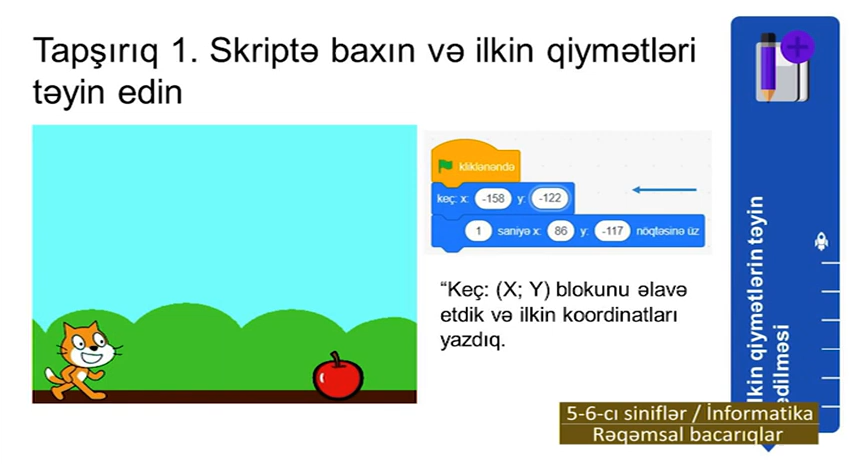 Tapşırıq 1. Skriptə baxın və ilkin qiymətləri
təyin edin
kliklənəndə
keç: x: -158 y: -122
1 saniyə x: 86 y: -117 nöqtəsinə üz
“Keç: (X; Y) blokunu əlavə
etdik və ilkin koordinatları
yazdıq.
lkin qiymətlərin təyin
edilməsi
5-6-cı siniflər / İnformatika
Rəqəmsal bacarıqlar